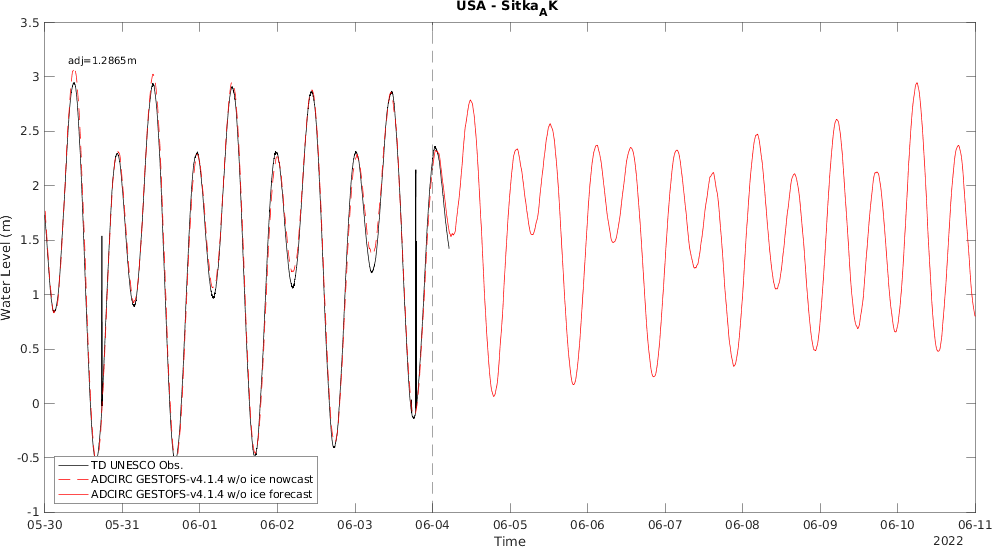 USA - Sitka_AK
adj=1.2865m
3.5
3
2.5
2
1.5
1
0.5
0
-0.5
-1
Water Level (m)
TD UNESCO Obs.
ADCIRC GESTOFS-v4.1.4 w/o ice nowcast
ADCIRC GESTOFS-v4.1.4 w/o ice forecast
05-30 05-31 06-01 06-02 06-03 06-04 06-05 06-06 06-07 06-08 06-09 06-10 06-11
Time
2022